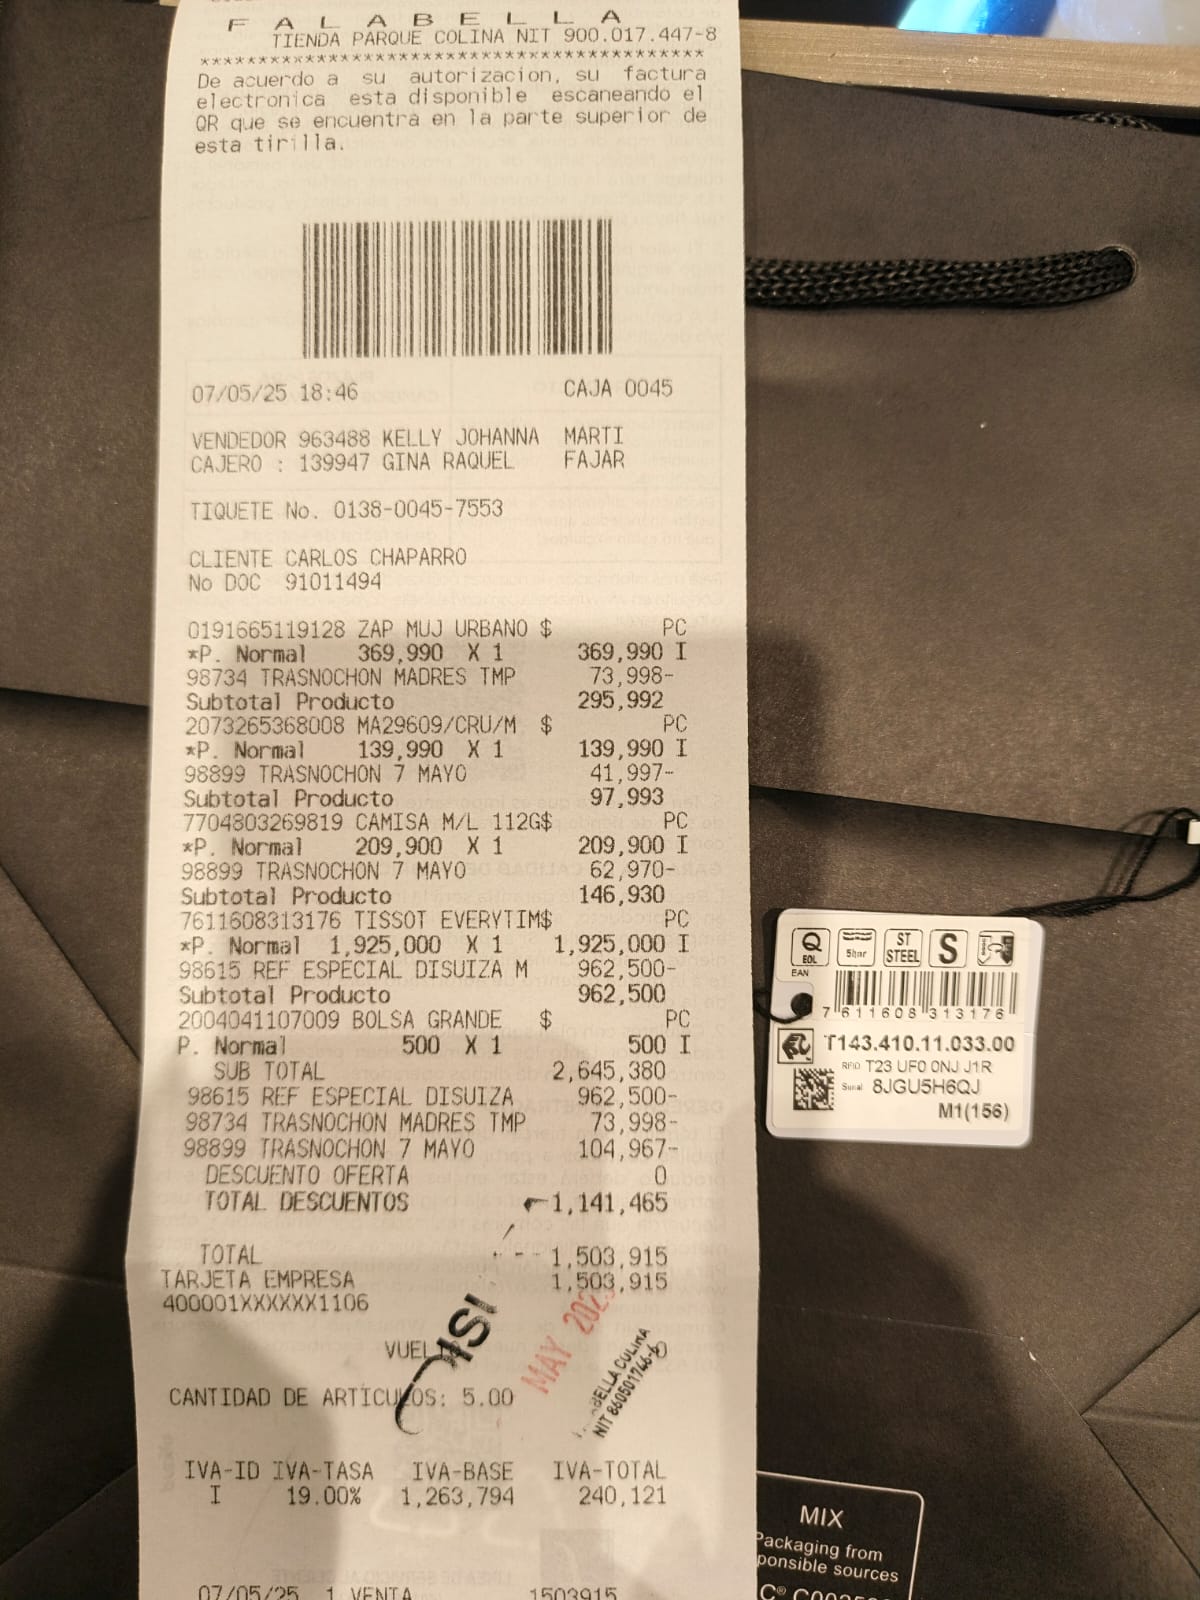 F A L A B E L L A
TIENDA PARQUE COLINA NIT 900.017.447-8
******************************************
De acuerdo a su autorizacion, su factura
electronica esta disponible escaneando el
QR que se encuentra en la parte superior de
esta tirilla.
07/05/25 18:46 CAJA 0045
VENDEDOR 963488 KELLY JOHANNA MARTI
CAJERO : 139947 GINA RAQUEL FAJAR
TIQUETE No. 0138-0045-7553
CLIENTE CARLOS CHAPARRO
No DOC 91011494
0191665119128 ZAP MUJ URBANO $ PC
*P. Normal 369,990 X 1 369,990 I
98734 TRASNOCHON MADRES TMP 73,998-
Subtotal Producto 295,992
2073265368008 MA29609/CRU/M $ PC
*P. Normal 139,990 X 1 139,990 I
98899 TRASNOCHON 7 MAYO 41,997-
Subtotal Producto 97,993
7704803269819 CAMISA M/L 112G$ PC
*P. Normal 209,900 X 1 209,900 I
98899 TRASNOCHON 7 MAYO 62,970-
Subtotal Producto 146,930
7611608313176 TISSOT EVERYTIM$ PC
*P. Normal 1,925,000 X 1 1,925,000 I
98615 REF ESPECIAL DISUIZA M 962,500-
Subtotal Producto 962,500
2004041107009 BOLSA GRANDE $ PC
P. Normal 500 X 1 500 I
SUB TOTAL 2,645,380
98615 REF ESPECIAL DISUIZA 962,500-
98734 TRASNOCHON MADRES TMP 73,998-
98899 TRASNOCHON 7 MAYO 104,967-
DESCUENTO OFERTA 0
TOTAL DESCUENTOS -1,141,465
TOTAL 1,503,915
TARJETA EMPRESA 1,503,915
400001XXXXXX1106
VUELTO 0
MAY 202
NIT 860501746-6
CANTIDAD DE ARTICULOS: 5.00
IVA-ID IVA-TASA IVA-BASE IVA-TOTAL
I 19.00% 1,263,794 240,121
07/05/25 1 VENTA 1503915
Q
EOL
5bar
ST
STEEL
S
EAN
7 611608 313176
T143.410.11.033.00
RFID T23 UF0 0NJ J1R
Serial 8JGU5H6QJ
M1(156)
MIX
Packaging from
responsible sources